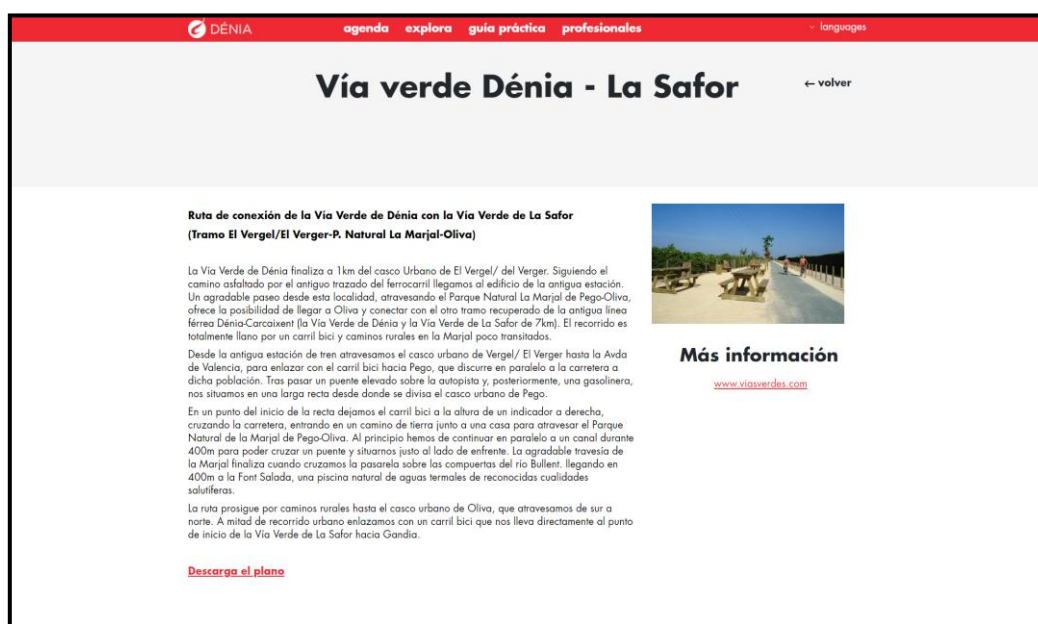 DÉNIA
agenda explora guía práctica profesionales
languages
Vía verde Dénia - La Safor
← volver
Ruta de conexión de la Vía Verde de Dénia con la Vía Verde de La Safor
(Tramo El Vergel/El Verger-P. Natural La Marjal-Oliva)
La Vía Verde de Dénia finaliza a 1km del casco Urbano de El Vergel/ del Verger. Siguiendo el
camino asfaltado por el antiguo trazado del ferrocarril llegamos al edificio de la antigua estación.
Un agradable paseo desde esta localidad, atravesando el Parque Natural La Marjal de Pego-Oliva,
ofrece la posibilidad de llegar a Oliva y conectar con el otro tramo recuperado de la antigua línea
férrea Dénia-Carcaixent (la Vía Verde de Dénia y la Vía Verde de La Safor de 7km). El recorrido es
totalmente llano por un carril bici y caminos rurales en la Marjal poco transitados.
Desde la antigua estación de tren atravesamos el casco urbano de Vergel/ El Verger hasta la Avda
de Valencia, para enlazar con el carril bici hacia Pego, que discurre en paralelo a la carretera a
dicha población. Tras pasar un puente elevado sobre la autopista y, posteriormente, una gasolinera,
nos situamos en una larga recta desde donde se divisa el casco urbano de Pego.
En un punto del inicio de la recta dejamos el carril bici a la altura de un indicador a derecha,
cruzando la carretera, entrando en un camino de tierra junto a una casa para atravesar el Parque
Natural de la Marjal de Pego-Oliva. Al principio hemos de continuar en paralelo a un canal durante
400m para poder cruzar un puente y situarnos justo al lado de enfrente. La agradable travesía de
la Marjal finaliza cuando cruzamos la pasarela sobre las compuertas del río Bullent. llegando en
400m a la Font Salada, una piscina natural de aguas termales de reconocidas cualidades
salutíferas.
La ruta prosigue por caminos rurales hasta el casco urbano de Oliva, que atravesamos de sur a
norte. A mitad de recorrido urbano enlazamos con un carril bici que nos lleva directamente al punto
de inicio de la Vía Verde de La Safor hacia Gandía.
Descarga el plano
Más información
www.viasverdes.com